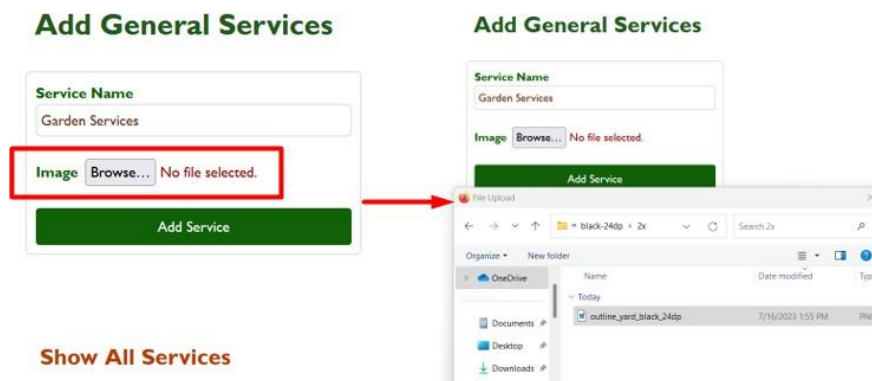 Add General Services
Service Name
Garden Services
Image Browse... No file selected.
Add Service
Show All Services
Add General Services
Service Name
Garden Services
Image Browse... No file selected.
Add Service
File Upload
black-24dp > 2x
Search 2x
Organize New folder
OneDrive
Documents
Desktop
Downloads
Name Date modified Typ
Today
outline_yard_black_24dp 7/16/2023 1:55 PM PN